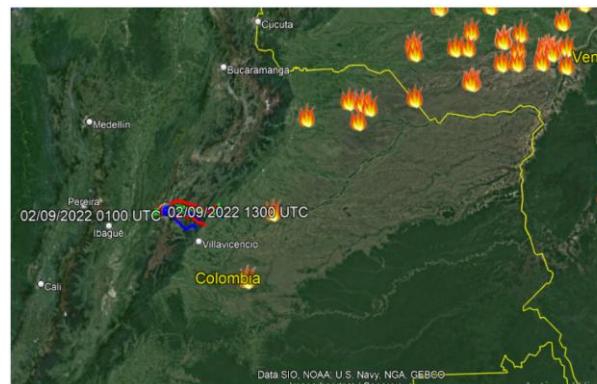 Cucuta
Ven
Bucaramanga
Medellin
Pereira
02/09/2022 0100 UTC
02/09/2022 1300 UTC
Ibagué
Villavicencio
Colombia
Cali
Data SIO, NOAA, U.S. Navy, NGA, GEBCO